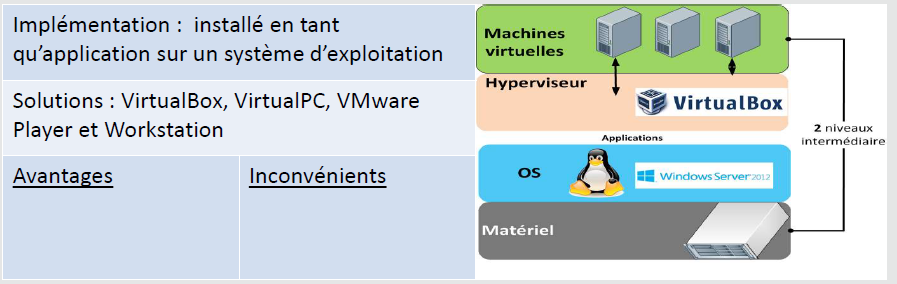 Implémentation :  installé en tant
qu’application sur un système d’exploitation
Solutions : VirtualBox, VirtualPC, VMware
Player et Workstation
Avantages
Inconvénients
Machines
virtuelles
Hyperviseur
VirtualBox
Applications
OS
Windows Server 2012
Matériel
2 niveaux
intermédiaire